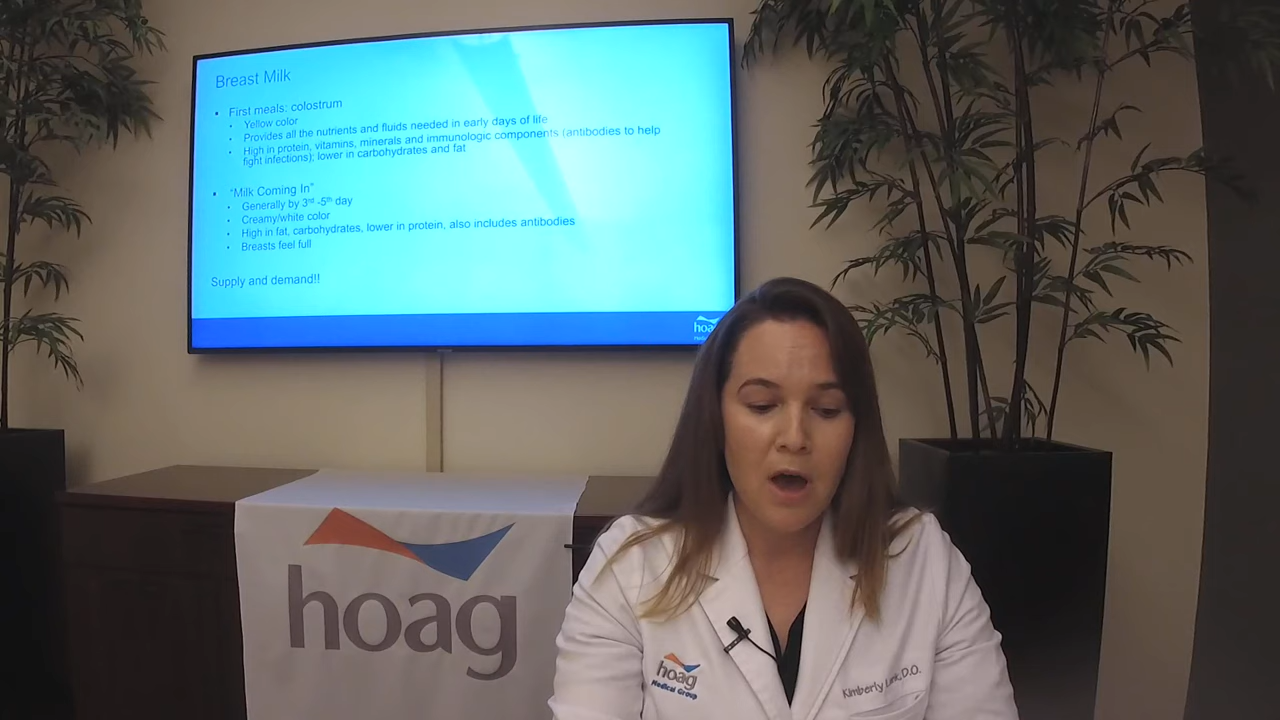 Breast Milk
• First meals: colostrum
• Yellow color
• Provides all the nutrients and fluids needed in early days of life
• High in protein, vitamins, minerals and immunologic components (antibodies to help
fight infections); lower in carbohydrates and fat
• "Milk Coming In"
• Generally by 3rd -5th day
• Creamy/white color
• High in fat, carbohydrates, lower in protein, also includes antibodies
• Breasts feel full
Supply and demand!!
hoag
hoag
hoag
Medical Group
Kimberly D.O.